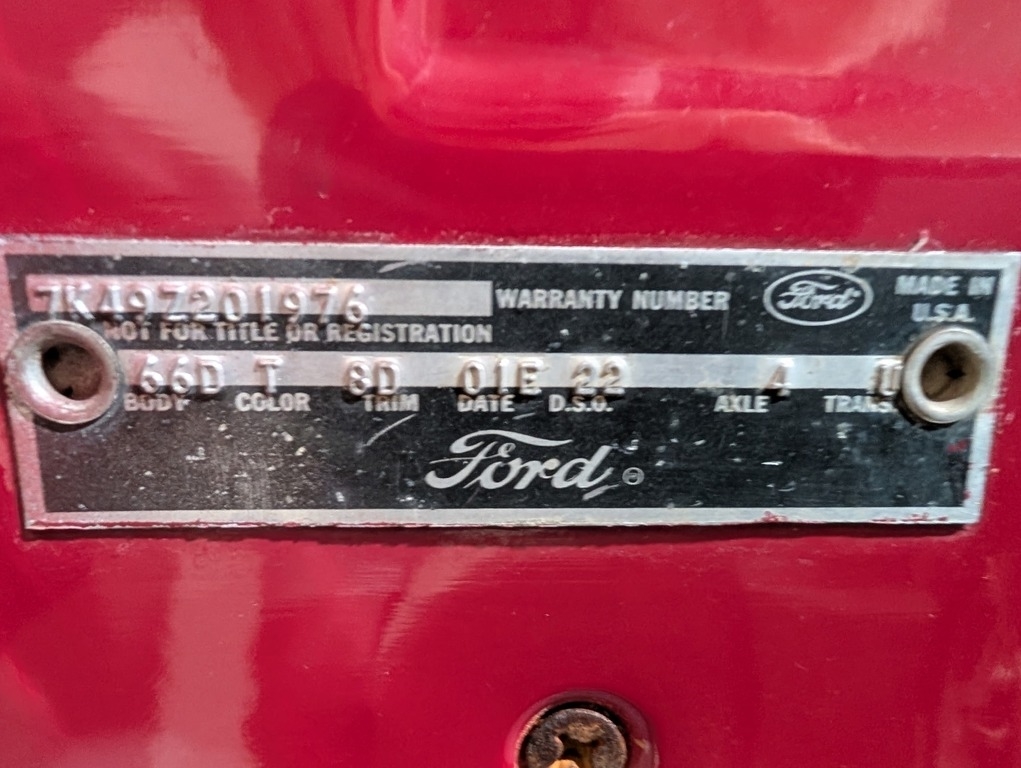 7K49Z201976 WARRANTY NUMBER Ford MADE IN U.S.A.
NOT FOR TITLE OR REGISTRATION
66D T 8D 01E 22 4 U
BODY COLOR TRIM DATE D.S.O. AXLE TRANS.
Ford ®